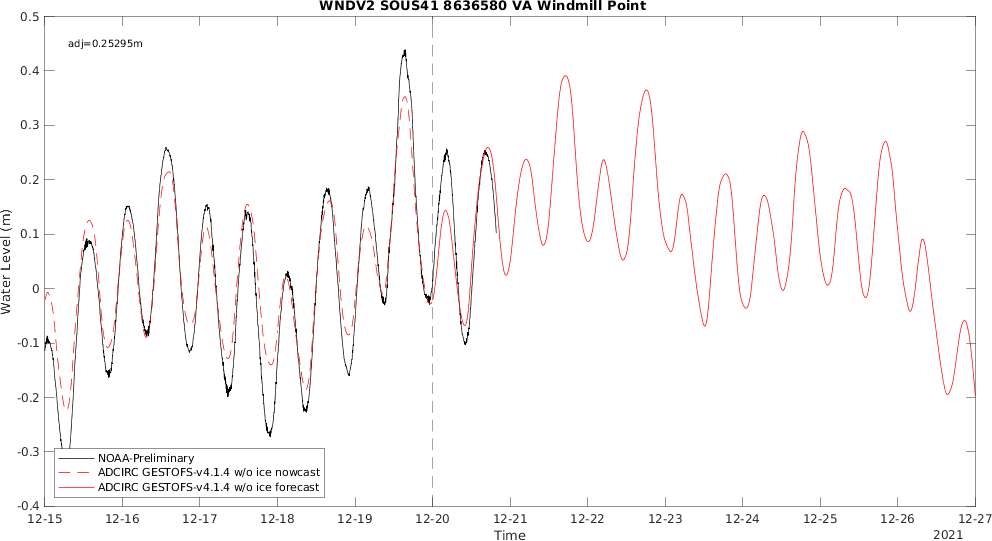 WNDV2 SOUS41 8636580 VA Windmill Point
adj=0.25295m
Water Level (m)
0.5
0.4
0.3
0.2
0.1
0
-0.1
-0.2
-0.3
-0.4
NOAA-Preliminary
ADCIRC GESTOFS-v4.1.4 w/o ice nowcast
ADCIRC GESTOFS-v4.1.4 w/o ice forecast
12-15 12-16 12-17 12-18 12-19 12-20 12-21 12-22 12-23 12-24 12-25 12-26 12-27
Time
2021